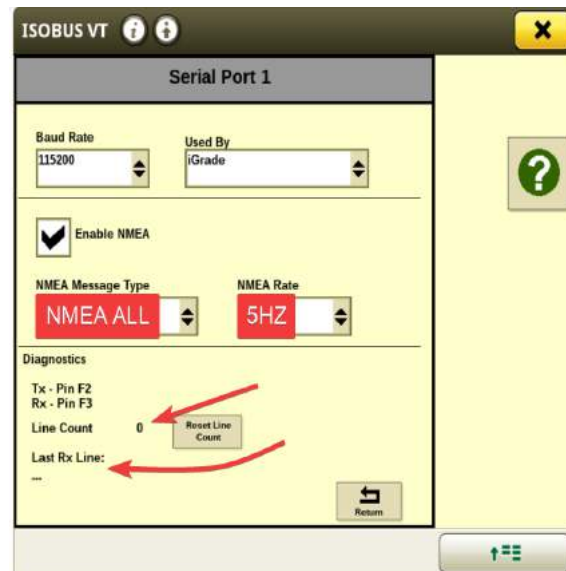 ISOBUS VT
Serial Port 1
Baud Rate
115200
Used By
iGrade
Enable NMEA
NMEA Message Type
NMEA ALL
NMEA Rate
5HZ
Diagnostics
Tx - Pin F2
Rx - Pin F3
Line Count 0
Reset Line
Count
Last Rx Line:
---
Return